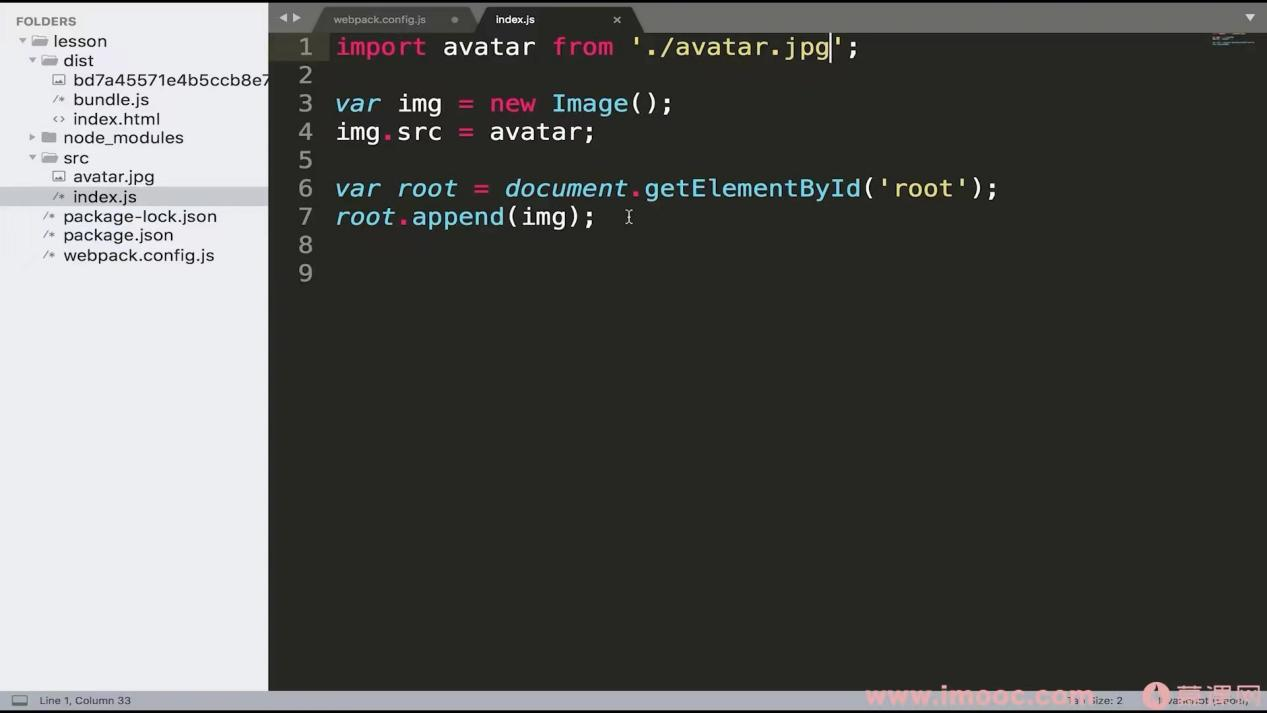 FOLDERS
lesson
dist
bd7a45571e4b5ccb8e7
bundle.js
index.html
node_modules
src
avatar.jpg
index.js
package-lock.json
package.json
webpack.config.js
webpack.config.js
index.js
1 import avatar from './avatar.jpg';
2
3 var img = new Image();
4 img.src = avatar;
5
6 var root = document.getElementById('root');
7 root.append(img);
8
9
Line 1, Column 33
www.imooc.com
慕课网
Tab Size: 2